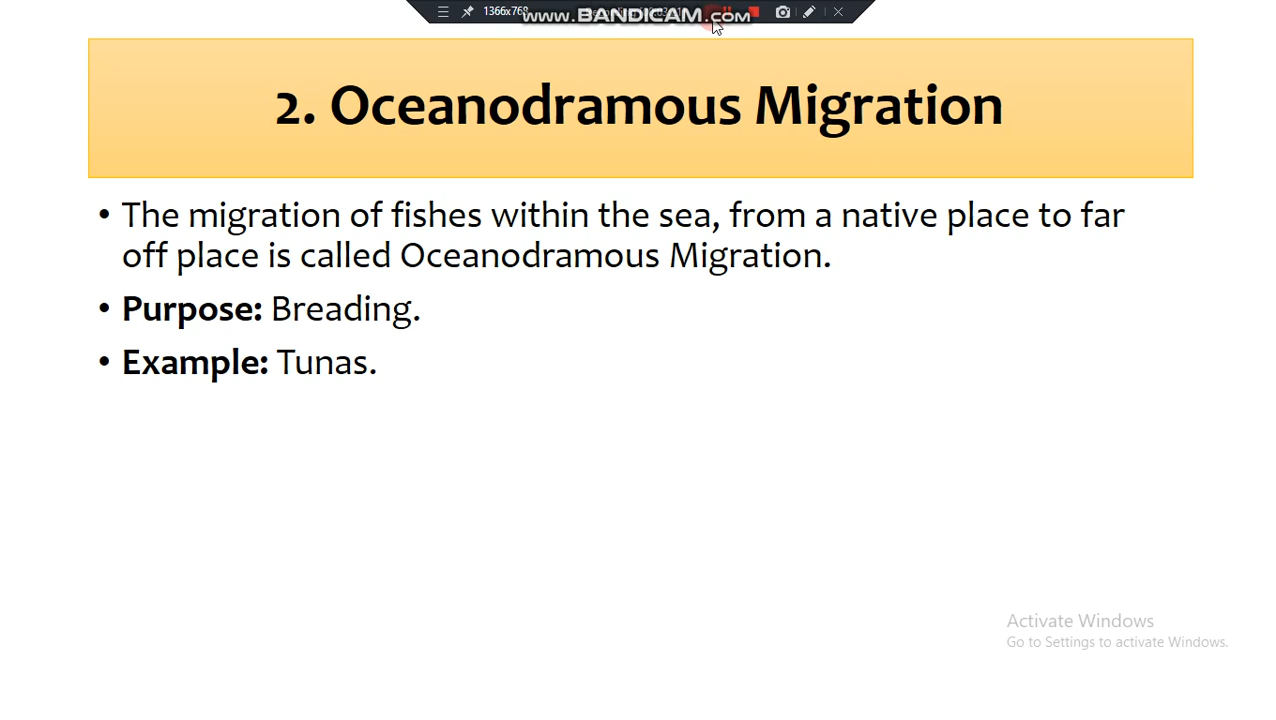 1366x768
www.BANDICAM.com
2. Oceanodramous Migration
• The migration of fishes within the sea, from a native place to far
off place is called Oceanodramous Migration.
• Purpose: Breading.
• Example: Tunas.
Activate Windows
Go to Settings to activate Windows.